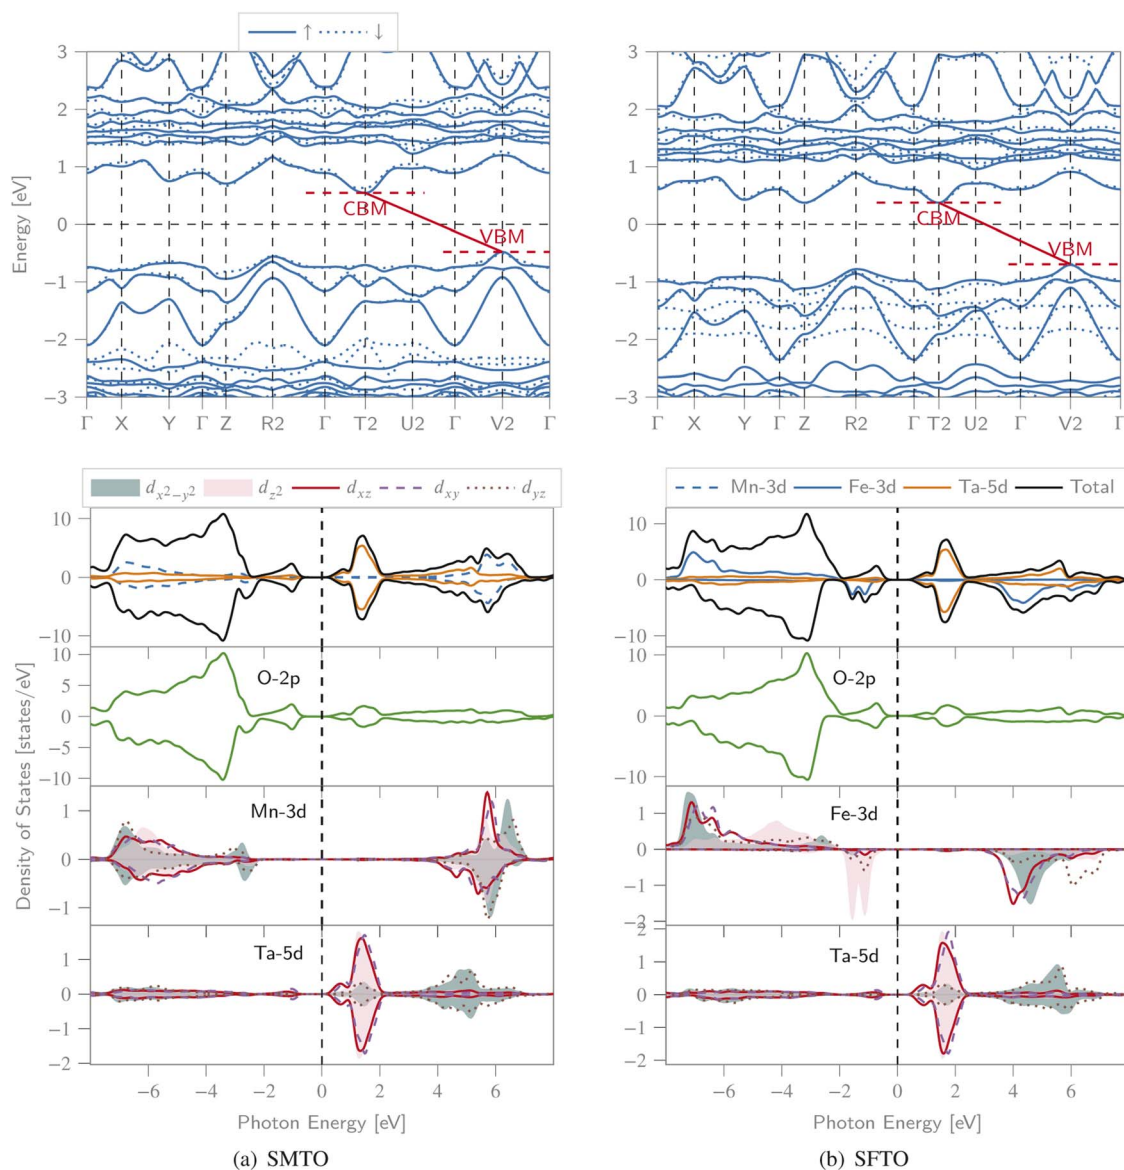 ↑ ↓
3
2
1
0
−1
−2
−3
Energy [eV]
CBM
VBM
Γ X Y Γ Z R2 Γ T2 U2 Γ V2 Γ
3
2
1
0
−1
−2
−3
CBM
VBM
Γ X Y Γ Z R2 Γ T2 U2 Γ V2 Γ
d_{x^2−y^2} d_{z^2} d_{xz} d_{xy} d_{yz}
Mn-3d Fe-3d Ta-5d Total
Density of States [states/eV]
10
0
−10
10
5
0
−5
−10
O-2p
1
0
−1
Mn-3d
1
0
−1
−2
Ta-5d
−6 −4 −2 0 2 4 6
Photon Energy [eV]
10
0
−10
10
0
−10
O-2p
1
0
−1
−2
Fe-3d
2
1
0
−1
−2
Ta-5d
−6 −4 −2 0 2 4 6
Photon Energy [eV]
(a) SMTO
(b) SFTO